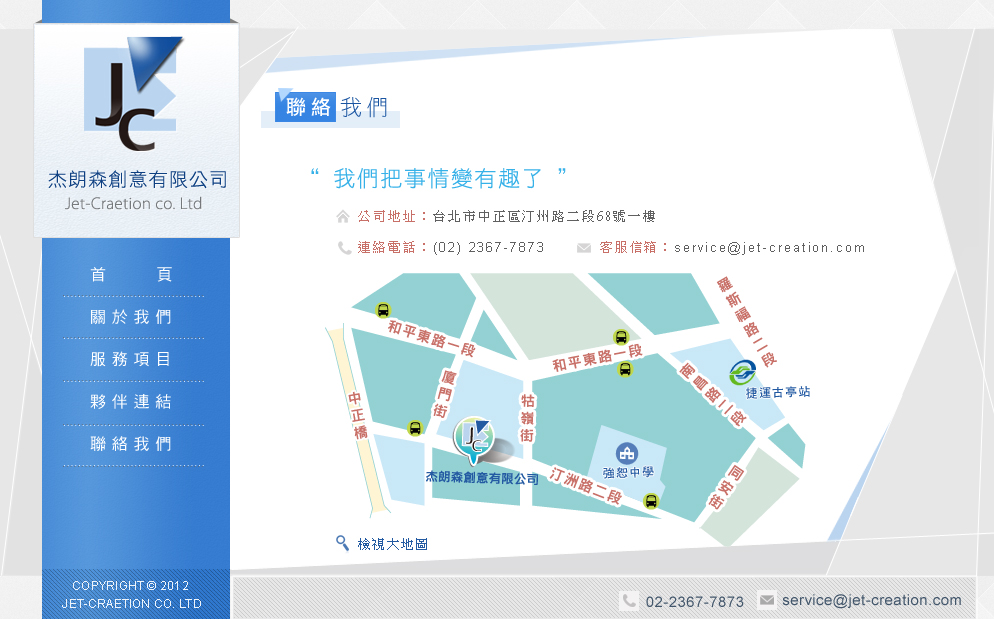 JC
杰朗森創意有限公司
Jet-Craetion co. Ltd
首 頁
關於我們
服務項目
夥伴連結
聯絡我們
COPYRIGHT © 2012
JET-CRAETION CO. LTD
聯絡我們
“ 我們把事情變有趣了 ”
公司地址：台北市中正區汀州路二段68號一樓
連絡電話：(02) 2367-7873
客服信箱：service@jet-creation.com
羅斯福路二段
和平東路一段
和平東路一段
捷運古亭站
廈門街
中正橋
牯嶺街
JC
杰朗森創意有限公司
汀洲路二段
強恕中學
同安街
檢視大地圖
02-2367-7873
service@jet-creation.com